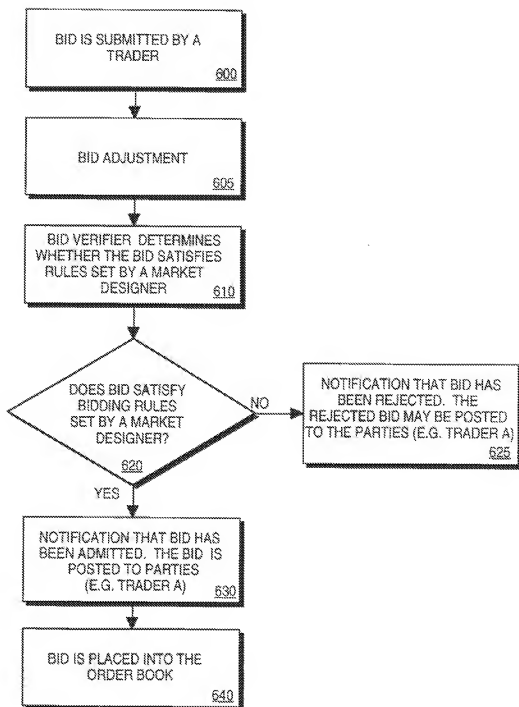 BID IS SUBMITTED BY A
TRADER
600
BID ADJUSTMENT
605
BID VERIFIER DETERMINES
WHETHER THE BID SATISFIES
RULES SET BY A MARKET
DESIGNER
610
DOES BID SATISFY
BIDDING RULES
SET BY A MARKET
DESIGNER?
620
NO
NOTIFICATION THAT BID HAS
BEEN REJECTED. THE
REJECTED BID MAY BE POSTED
TO THE PARTIES (E.G. TRADER A)
625
YES
NOTIFICATION THAT BID HAS
BEEN ADMITTED. THE BID IS
POSTED TO PARTIES
(E.G. TRADER A)
630
BID IS PLACED INTO THE
ORDER BOOK
640